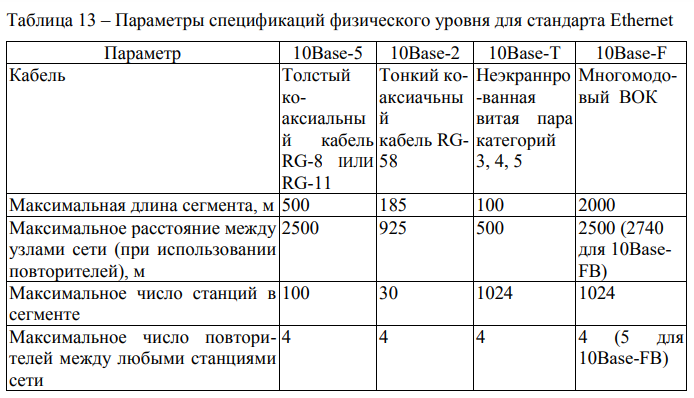 Таблица 13 – Параметры спецификаций физического уровня для стандарта Ethernet
Параметр 10Base-5 10Base-2 10Base-T 10Base-F
Кабель Толстый Тонкий ко- Неэкраннро Многомодо-
ко- аксиачьны -ванная вый ВОК
аксиальны й витая пара
й кабель кабель RG- категорий
RG-8 Iили 58 3, 4, 5
RG-11
Максимальная длина сегмента, м 500 185 100 2000
Максимальное расстояние между 2500 925 500 2500 (2740
узлами сети (при использовании для 10Base-
повторителей), м FB)
Максимальное число станций в 100 30 1024 1024
сегменте
Максимальное число повтори- 4 4 4 4 (5 для
телей между любыми станциями 10Base-FB)
сети